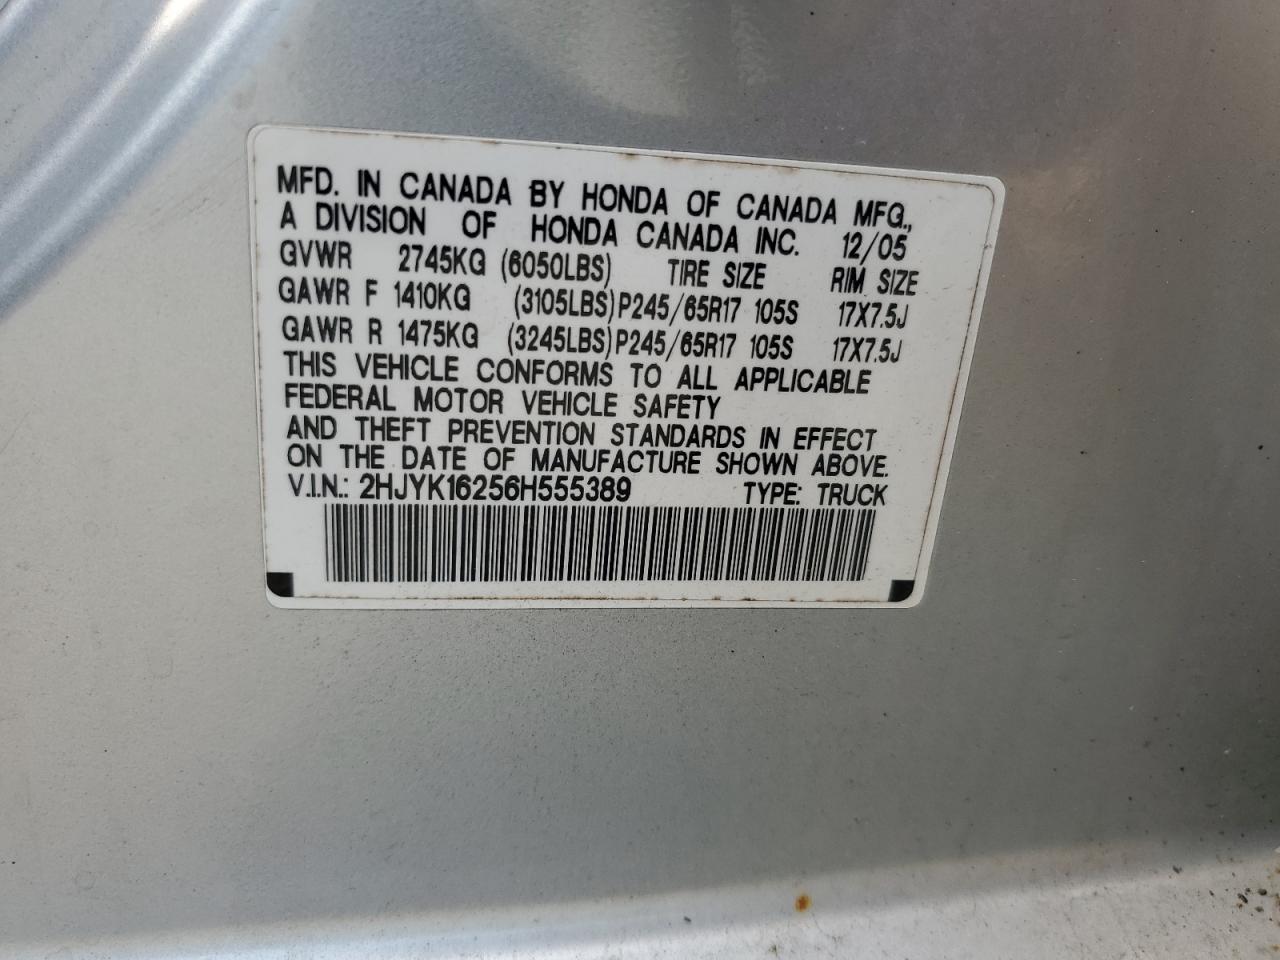 MFD. IN CANADA BY HONDA OF CANADA MFG.,
A DIVISION OF HONDA CANADA INC. 12/05
GVWR 2745KG (6050LBS) TIRE SIZE RIM SIZE
GAWR F 1410KG (3105LBS) P245/65R17 105S 17X7.5J
GAWR R 1475KG (3245LBS) P245/65R17 105S 17X7.5J
THIS VEHICLE CONFORMS TO ALL APPLICABLE
FEDERAL MOTOR VEHICLE SAFETY
AND THEFT PREVENTION STANDARDS IN EFFECT
ON THE DATE OF MANUFACTURE SHOWN ABOVE.
V.I.N.: 2HJYK16256H555389 TYPE: TRUCK